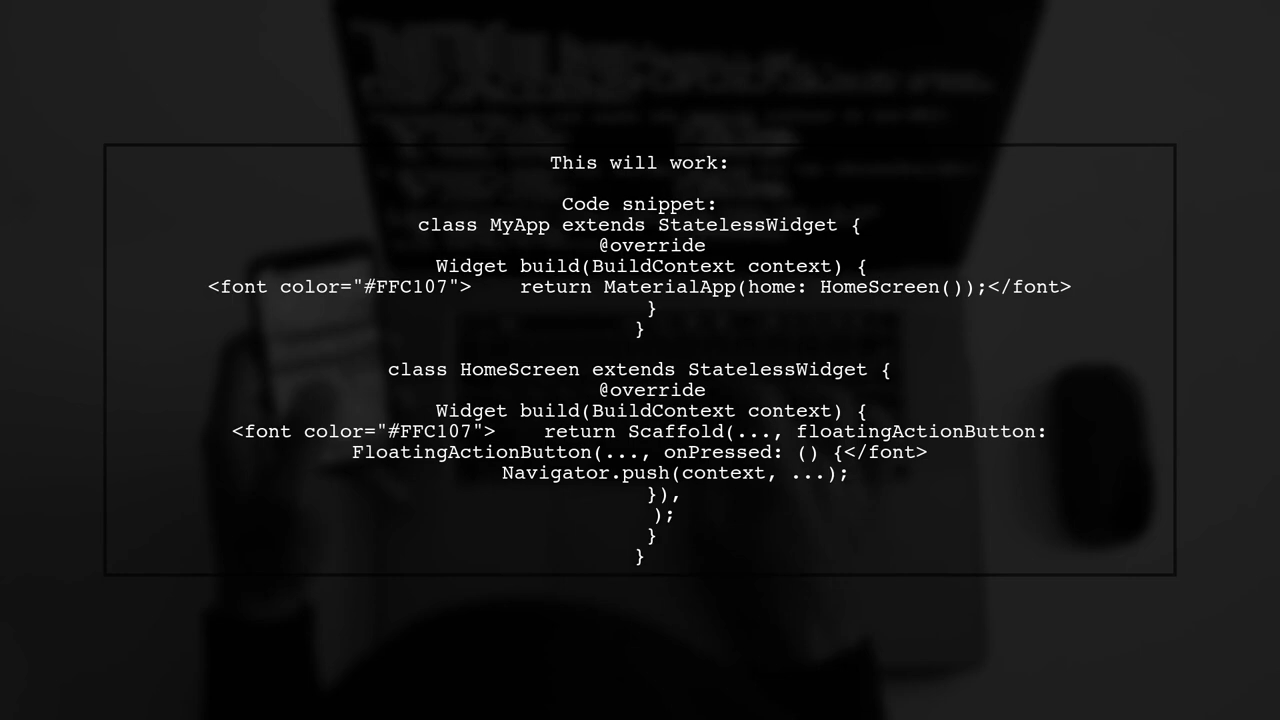 This will work:
Code snippet:
class MyApp extends StatelessWidget {
@override
Widget build(BuildContext context) {
<font color="#FFC107">    return MaterialApp(home: HomeScreen());</font>
}
}
class HomeScreen extends StatelessWidget {
@override
Widget build(BuildContext context) {
<font color="#FFC107">    return Scaffold(..., floatingActionButton:
FloatingActionButton(..., onPressed: () {</font>
Navigator.push(context, ...);
}),
);
}
}